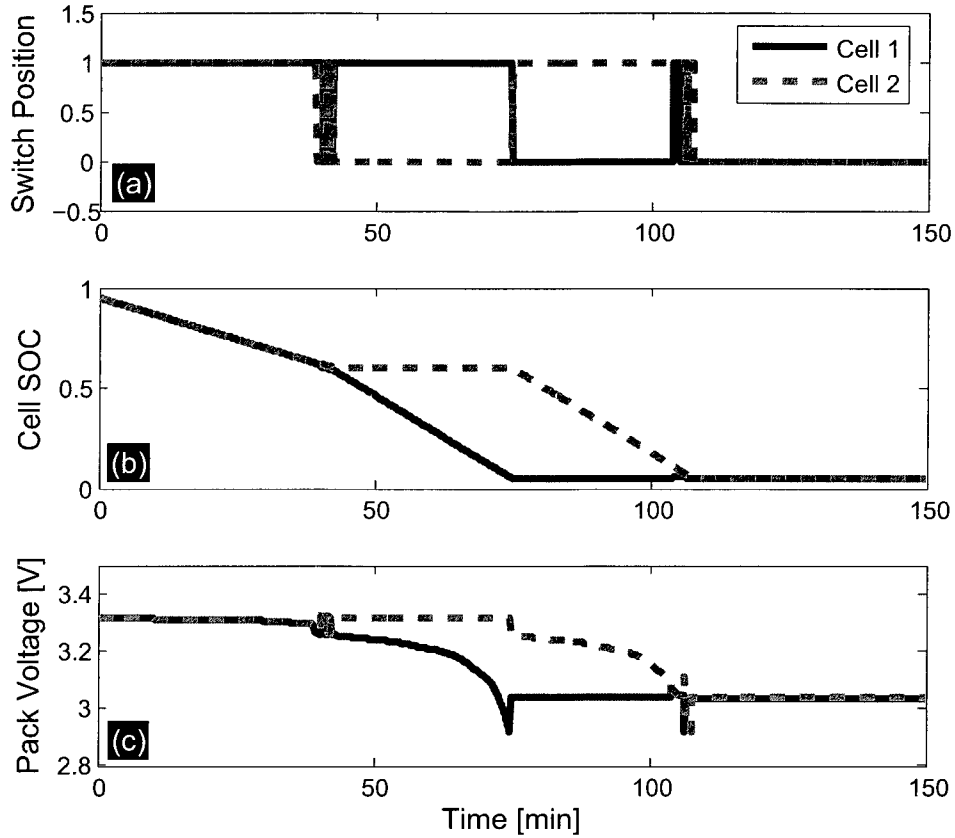 Switch Position
1.5
1
0.5
0
−0.5
(a)
Cell 1
Cell 2
0
50
100
150
Cell SOC
1
0.5
0
(b)
0
50
100
150
Pack Voltage [V]
3.4
3.2
3
2.8
(c)
0
50
100
150
Time [min]